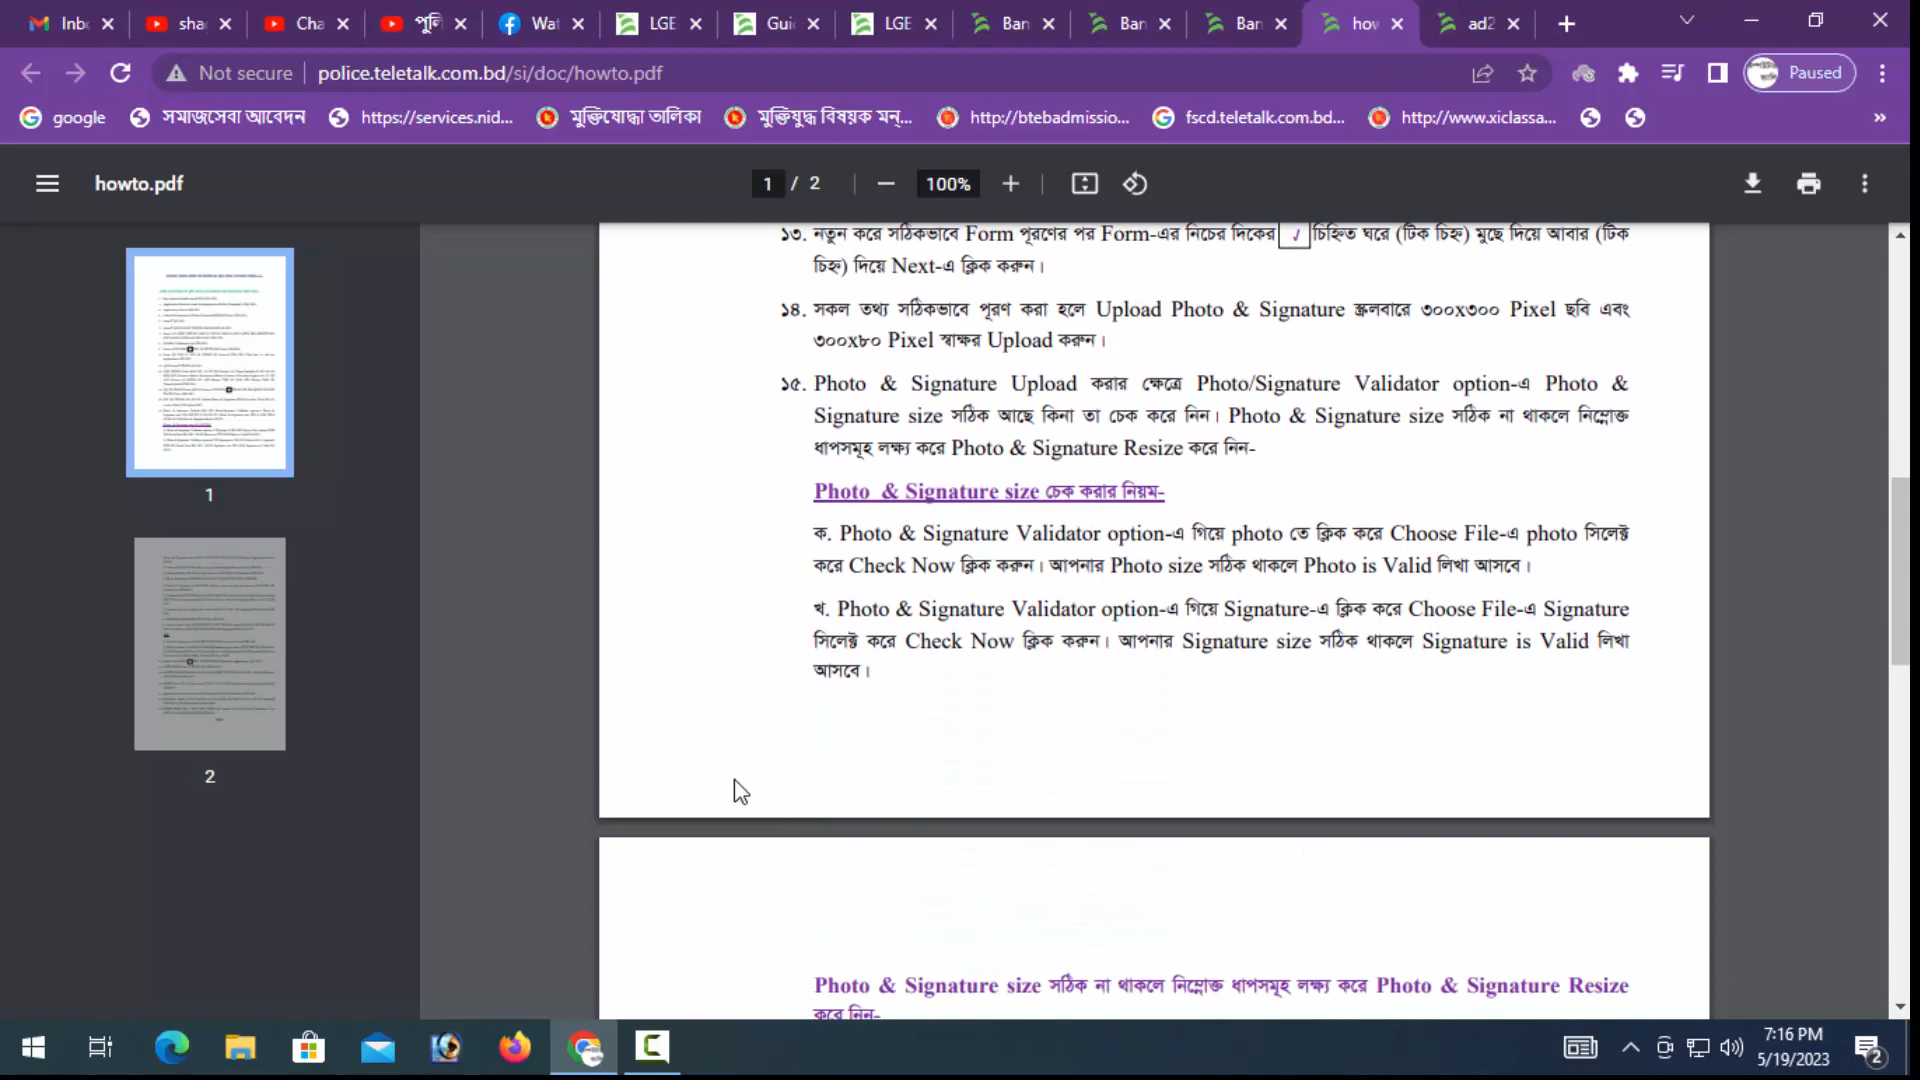 Inb
sha
Cha
পুলি
Wat
LGE
Gui
LGE
Ban
Ban
Ban
how
ad2
Not secure
police.teletalk.com.bd/si/doc/howto.pdf
Paused
google
সমাজসেবা আবেদন
https://services.nid...
মুক্তিযোদ্ধা তালিকা
মুক্তিযুদ্ধ বিষয়ক মন্...
http://btebadmissio...
fscd.teletalk.com.bd...
http://www.xiclassa...
»
howto.pdf
1 / 2
100%
১৩. নতুন করে সঠিকভাবে Form পূরণের পর Form-এর নিচের দিকের ✓ চিহ্নিত ঘরে (টিক চিহ্ন) মুছে দিয়ে আবার (টিক
চিহ্ন) দিয়ে Next-এ ক্লিক করুন।
১৪. সকল তথ্য সঠিকভাবে পূরণ করা হলে Upload Photo & Signature স্ক্রলবারে ৩০০x৩০০ Pixel ছবি এবং
৩০০x৮০ Pixel স্বাক্ষর Upload করুন।
১৫. Photo & Signature Upload করার ক্ষেত্রে Photo/Signature Validator option-এ Photo &
Signature size সঠিক আছে কিনা তা চেক করে নিন। Photo & Signature size সঠিক না থাকলে নিম্নোক্ত
ধাপসমূহ লক্ষ্য করে Photo & Signature Resize করে নিন-
Photo & Signature size চেক করার নিয়ম-
ক. Photo & Signature Validator option-এ গিয়ে photo তে ক্লিক করে Choose File-এ photo সিলেক্ট
করে Check Now ক্লিক করুন। আপনার Photo size সঠিক থাকলে Photo is Valid লিখা আসবে।
খ. Photo & Signature Validator option-এ গিয়ে Signature-এ ক্লিক করে Choose File-এ Signature
সিলেক্ট করে Check Now ক্লিক করুন। আপনার Signature size সঠিক থাকলে Signature is Valid লিখা
আসবে।
1
2
Photo & Signature size সঠিক না থাকলে নিম্নোক্ত ধাপসমূহ লক্ষ্য করে Photo & Signature Resize
করে নিন-
7:16 PM
5/19/2023
2